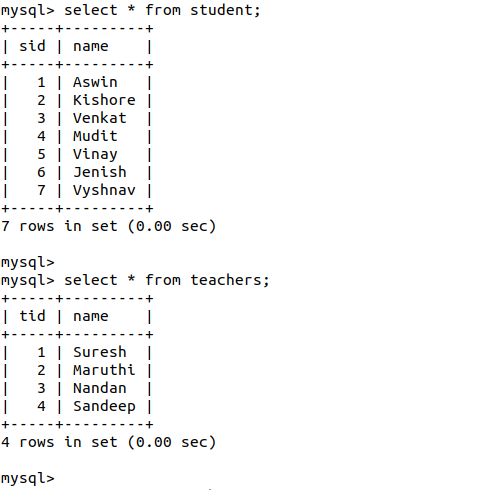 mysql> select * from student;
+-----+---------+
| sid | name    |
+-----+---------+
|   1 | Aswin   |
|   2 | Kishore |
|   3 | Venkat  |
|   4 | Mudit   |
|   5 | Vinay   |
|   6 | Jenish  |
|   7 | Vyshnav |
+-----+---------+
7 rows in set (0.00 sec)

mysql>
mysql> select * from teachers;
+-----+---------+
| tid | name    |
+-----+---------+
|   1 | Suresh  |
|   2 | Maruthi |
|   3 | Nandan  |
|   4 | Sandeep |
+-----+---------+
4 rows in set (0.00 sec)

mysql>